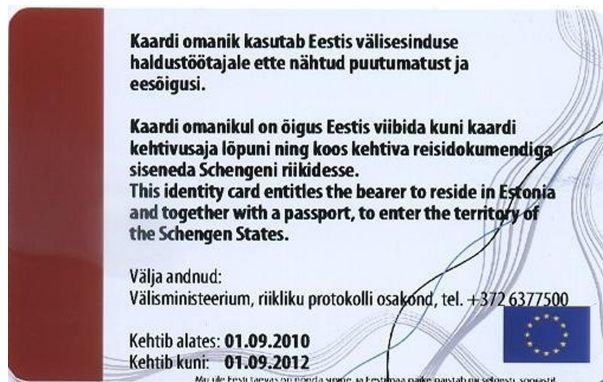 Kaardi omanik kasutab Eestis välisesinduse
haldustöötajale ette nähtud puutumatust ja
eesõigusi.
Kaardi omanikul on õigus Eestis viibida kuni kaardi
kehtivusaja lõpuni ning koos kehtiva reisidokumendiga
siseneda Schengeni riikidesse.
This identity card entitles the bearer to reside in Estonia
and together with a passport, to enter the territory of
the Schengen States.
Välja andnud:
Välisministeerium, riikliku protokolli osakond, tel. +372 6377500
Kehtib alates: 01.09.2010
Kehtib kuni: 01.09.2012